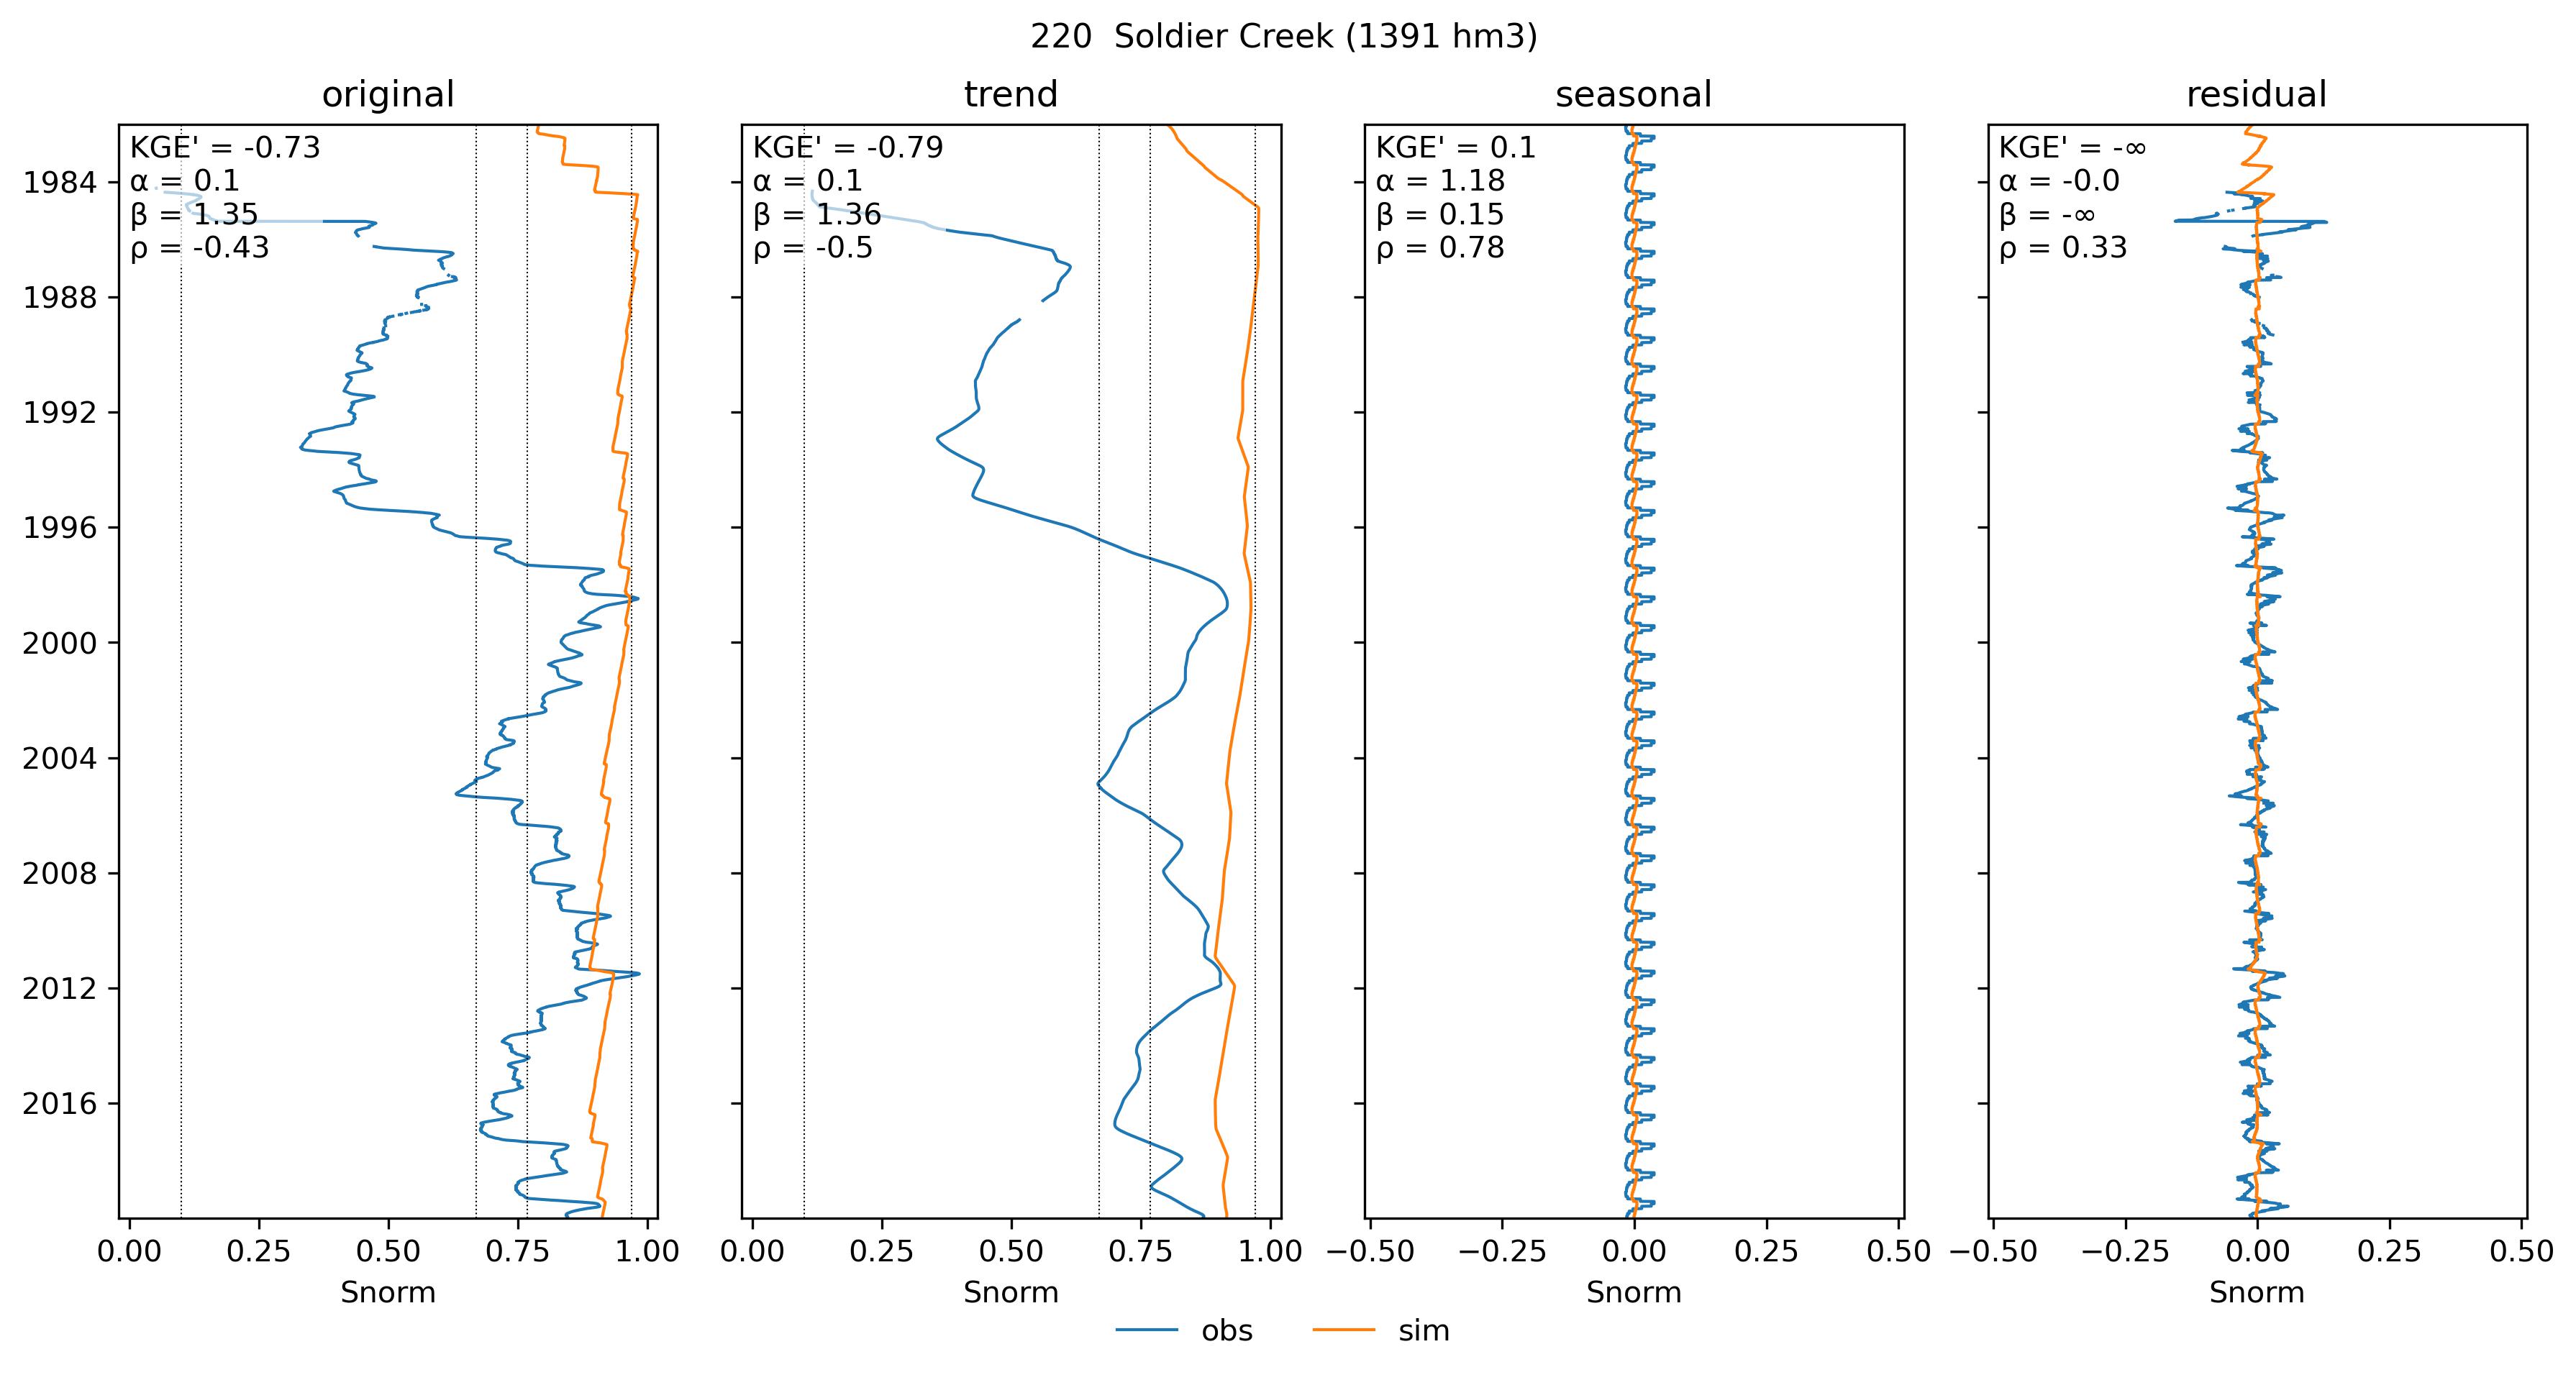 220  Soldier Creek (1391 hm3)
original
KGE' = -0.73
α = 0.1
β = 1.35
ρ = -0.43
1984
1988
1992
1996
2000
2004
2008
2012
2016
0.00 0.25 0.50 0.75 1.00
Snorm
trend
KGE' = -0.79
α = 0.1
β = 1.36
ρ = -0.5
0.00 0.25 0.50 0.75 1.00
Snorm
seasonal
KGE' = 0.1
α = 1.18
β = 0.15
ρ = 0.78
−0.50 −0.25 0.00 0.25 0.50
Snorm
residual
KGE' = -∞
α = -0.0
β = -∞
ρ = 0.33
−0.50 −0.25 0.00 0.25 0.50
Snorm
obs sim